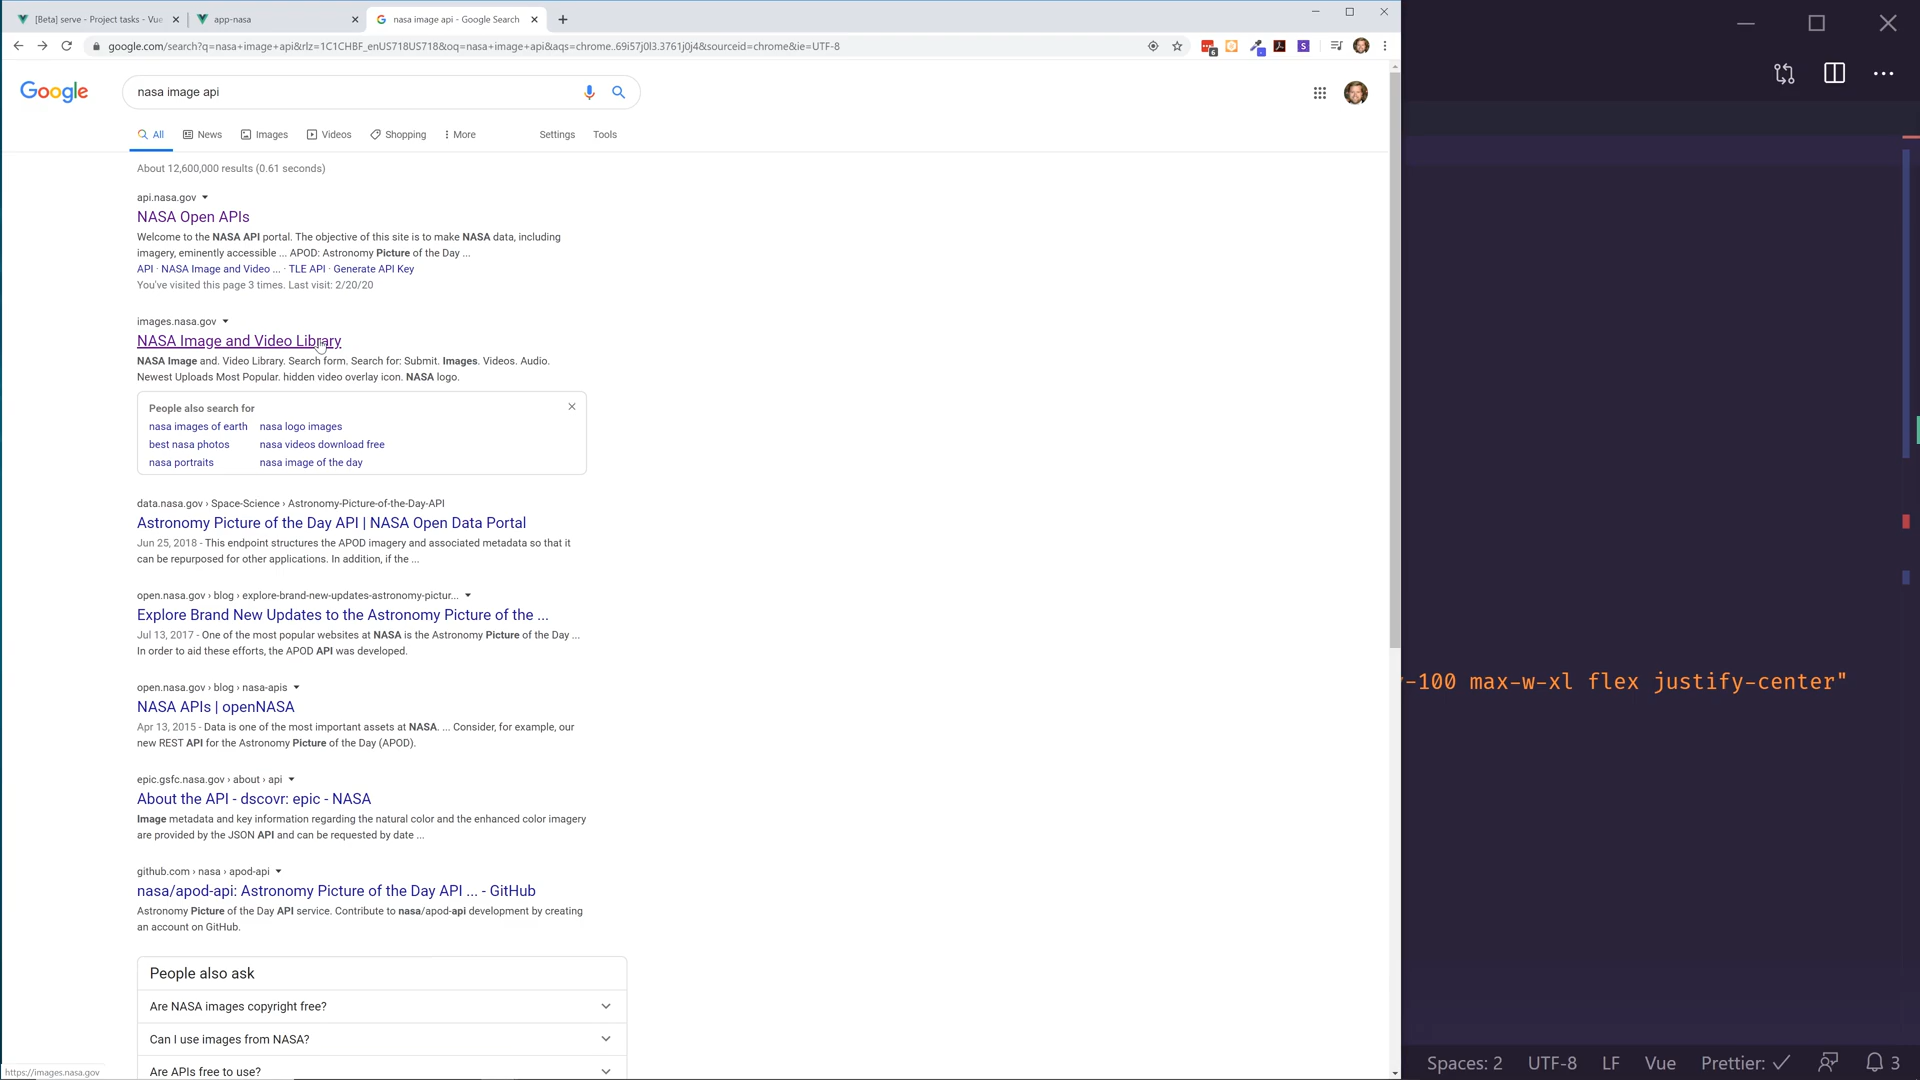 [Beta] serve - Project tasks - Vue
app-nasa
nasa image api - Google Search
google.com/search?q=nasa+image+api&rlz=1C1CHBF_enUS718US718&oq=nasa+image+api&aqs=chrome..69i57j0l3.3761j0j4&sourceid=chrome&ie=UTF-8
6
S
Google
nasa image api
All
News
Images
Videos
Shopping
More
Settings
Tools
About 12,600,000 results (0.61 seconds)
api.nasa.gov
NASA Open APIs
Welcome to the NASA API portal. The objective of this site is to make NASA data, including
imagery, eminently accessible ... APOD: Astronomy Picture of the Day ...
API · NASA Image and Video ... · TLE API · Generate API Key
You've visited this page 3 times. Last visit: 2/20/20
images.nasa.gov
NASA Image and Video Library
NASA Image and. Video Library. Search form. Search for: Submit. Images. Videos. Audio.
Newest Uploads Most Popular. hidden video overlay icon. NASA logo.
People also search for
nasa images of earth
nasa logo images
best nasa photos
nasa videos download free
nasa portraits
nasa image of the day
data.nasa.gov › Space-Science › Astronomy-Picture-of-the-Day-API
Astronomy Picture of the Day API | NASA Open Data Portal
Jun 25, 2018 - This endpoint structures the APOD imagery and associated metadata so that it
can be repurposed for other applications. In addition, if the ...
open.nasa.gov › blog › explore-brand-new-updates-astronomy-pictur...
Explore Brand New Updates to the Astronomy Picture of the ...
Jul 13, 2017 - One of the most popular websites at NASA is the Astronomy Picture of the Day ...
In order to aid these efforts, the APOD API was developed.
open.nasa.gov › blog › nasa-apis
NASA APIs | openNASA
Apr 13, 2015 - Data is one of the most important assets at NASA. ... Consider, for example, our
new REST API for the Astronomy Picture of the Day (APOD).
-100 max-w-xl flex justify-center"
epic.gsfc.nasa.gov › about › api
About the API - dscovr: epic - NASA
Image metadata and key information regarding the natural color and the enhanced color imagery
are provided by the JSON API and can be requested by date ...
github.com › nasa › apod-api
nasa/apod-api: Astronomy Picture of the Day API ... - GitHub
Astronomy Picture of the Day API service. Contribute to nasa/apod-api development by creating
an account on GitHub.
People also ask
Are NASA images copyright free?
Can I use images from NASA?
Are APIs free to use?
https://images.nasa.gov
Spaces: 2
UTF-8
LF
Vue
Prettier: ✓
3